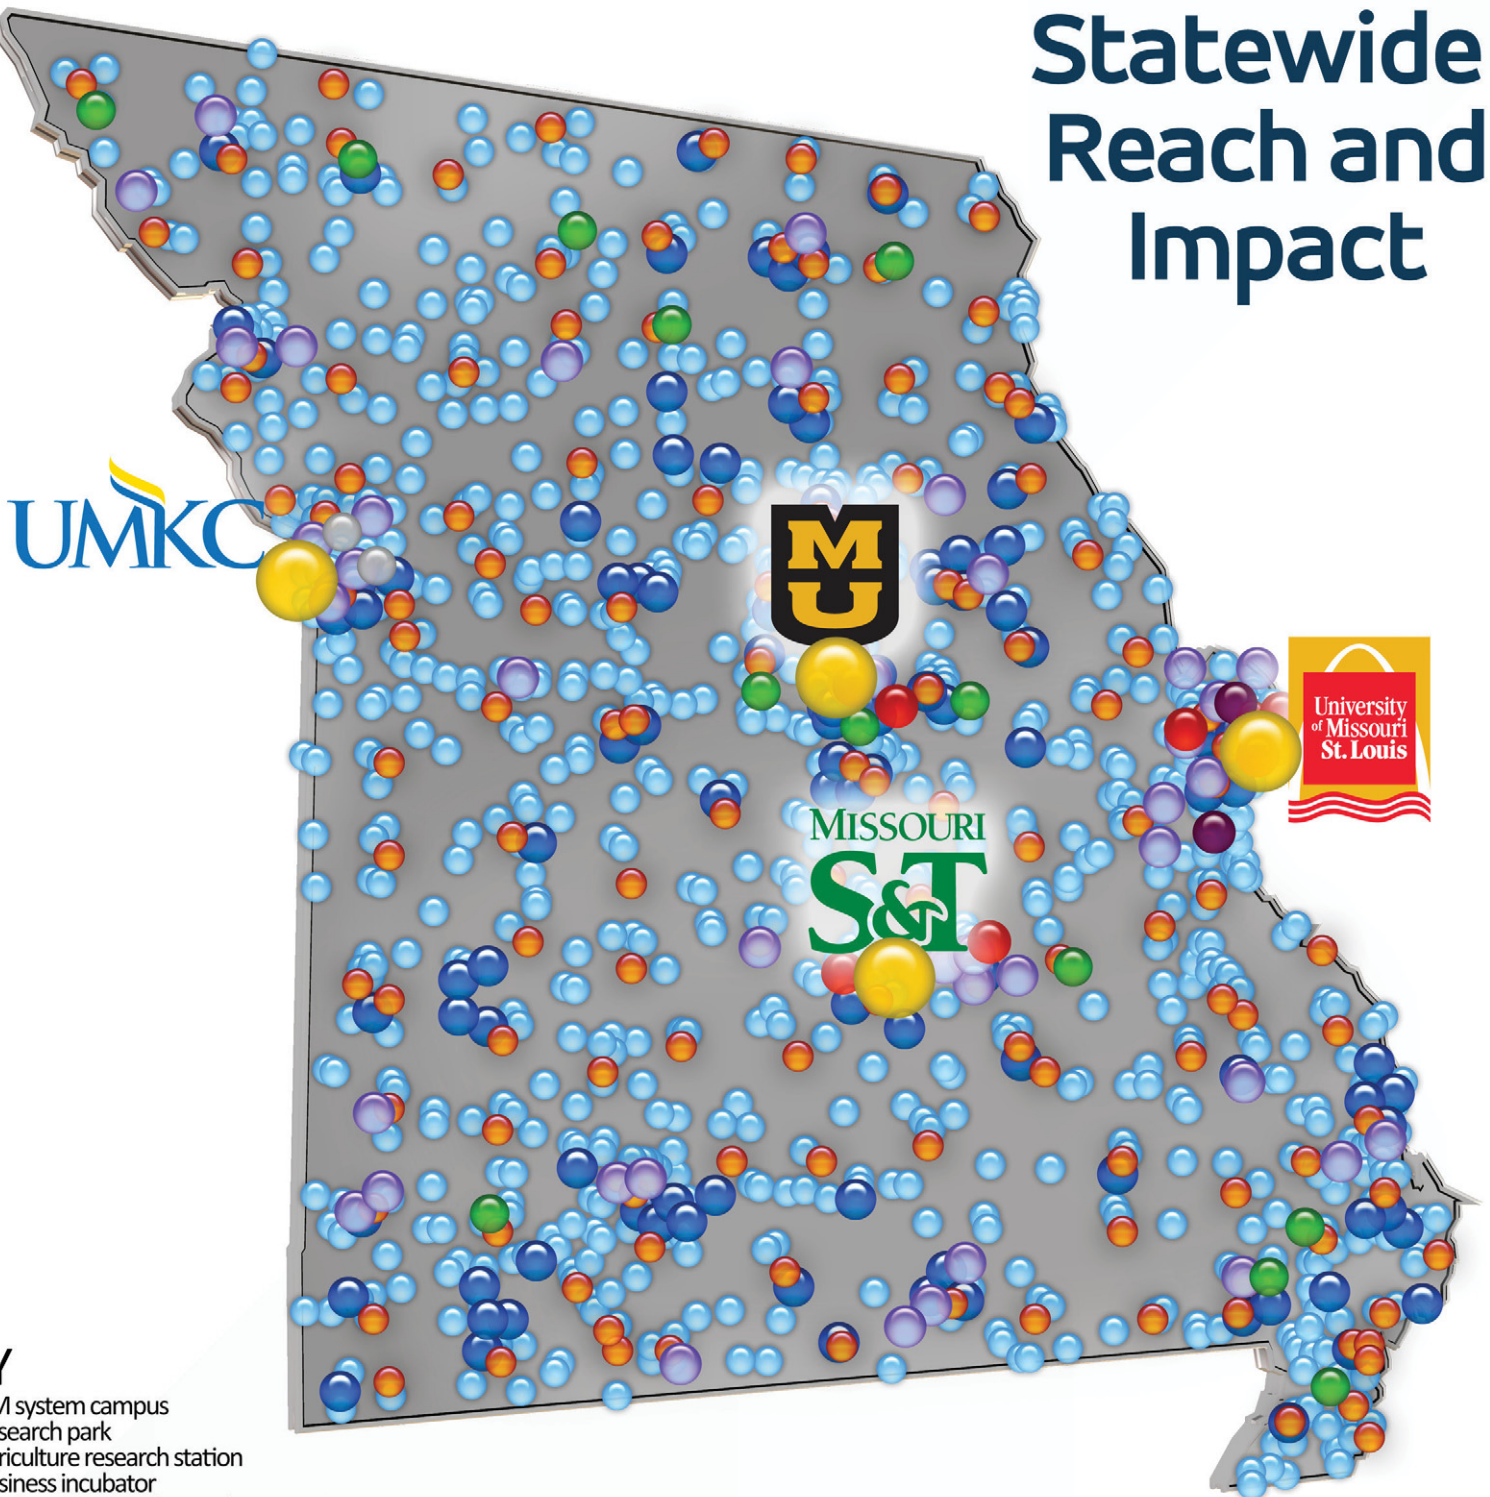 Statewide
Reach and
Impact
UMKC
M
U
University
of Missouri
St. Louis
MISSOURI
S&T
Y
M system campus
search park
riculture research station
siness incubator